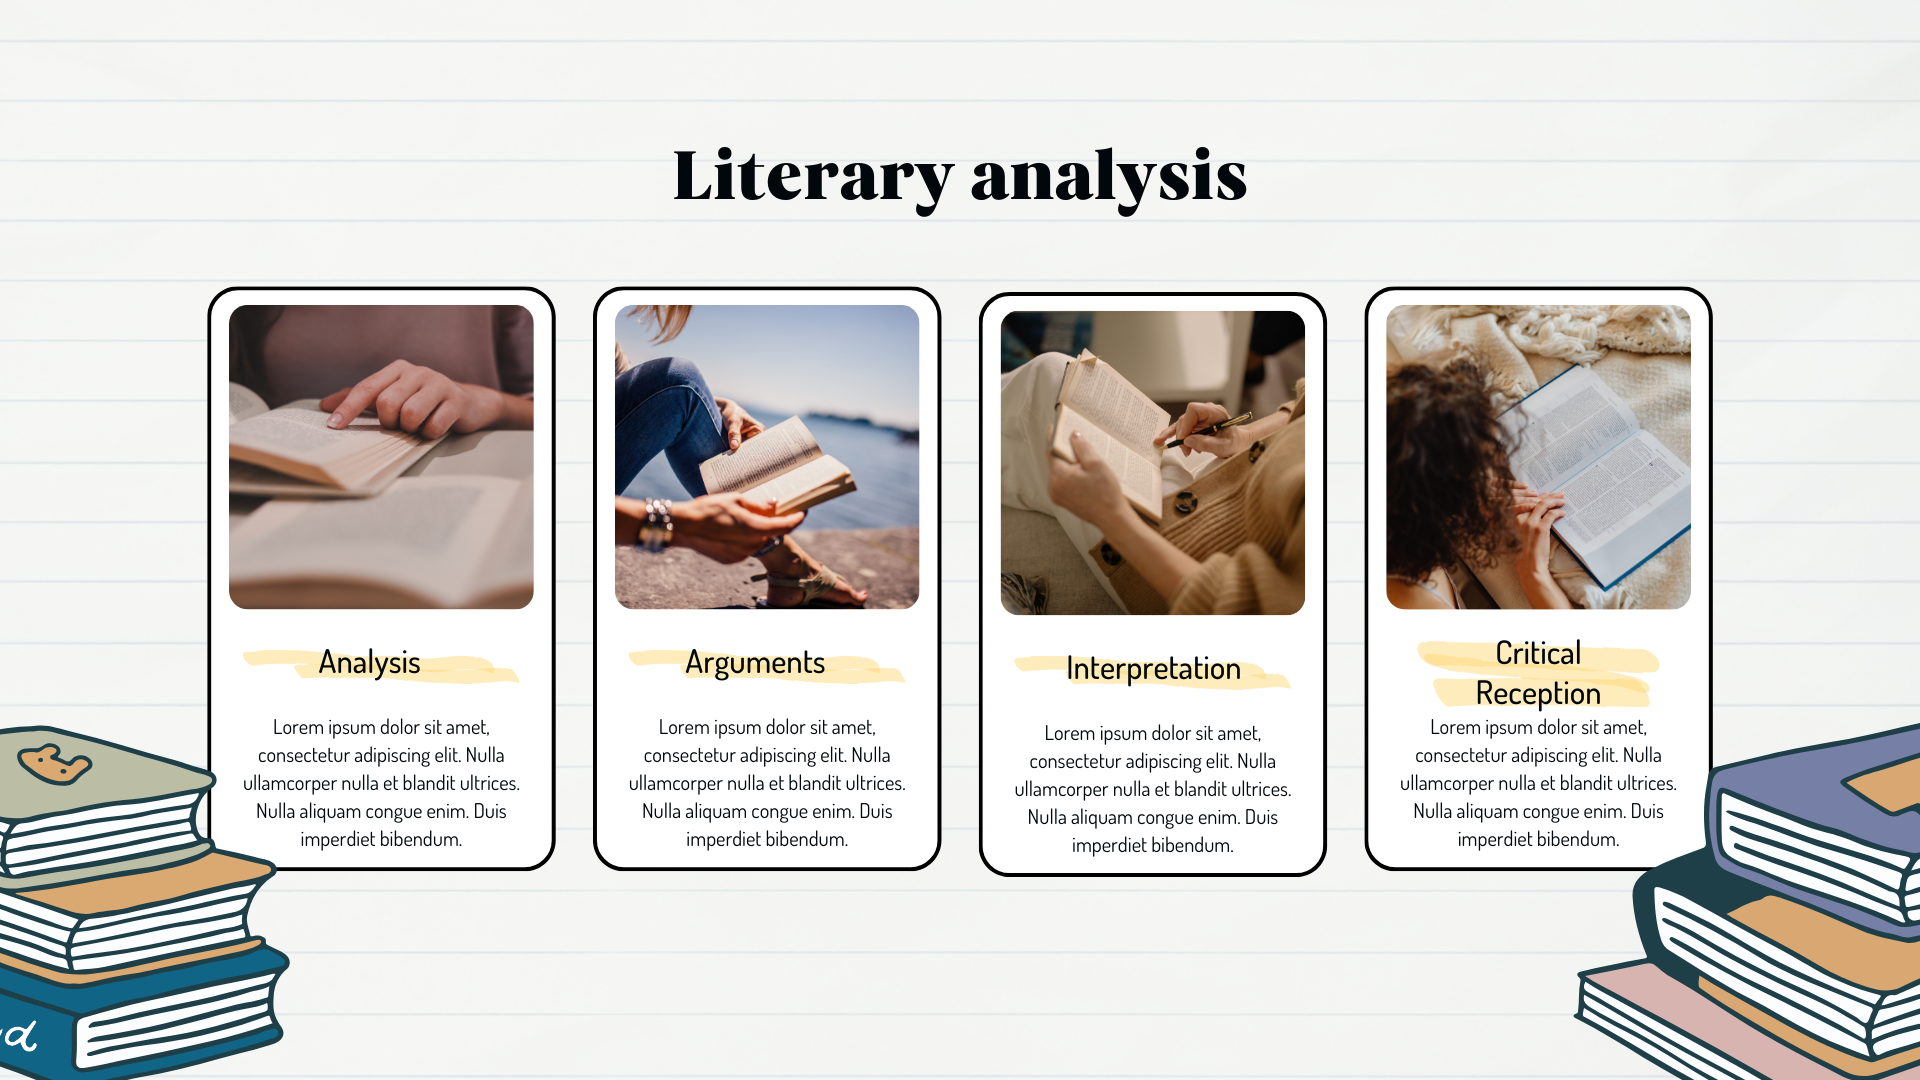 Literary analysis
Analysis
Lorem ipsum dolor sit amet,
consectetur adipiscing elit. Nulla
ullamcorper nulla et blandit ultrices.
Nulla aliquam congue enim. Duis
imperdiet bibendum.
Arguments
Lorem ipsum dolor sit amet,
consectetur adipiscing elit. Nulla
ullamcorper nulla et blandit ultrices.
Nulla aliquam congue enim. Duis
imperdiet bibendum.
Interpretation
Lorem ipsum dolor sit amet,
consectetur adipiscing elit. Nulla
ullamcorper nulla et blandit ultrices.
Nulla aliquam congue enim. Duis
imperdiet bibendum.
Critical
Reception
Lorem ipsum dolor sit amet,
consectetur adipiscing elit. Nulla
ullamcorper nulla et blandit ultrices.
Nulla aliquam congue enim. Duis
imperdiet bibendum.